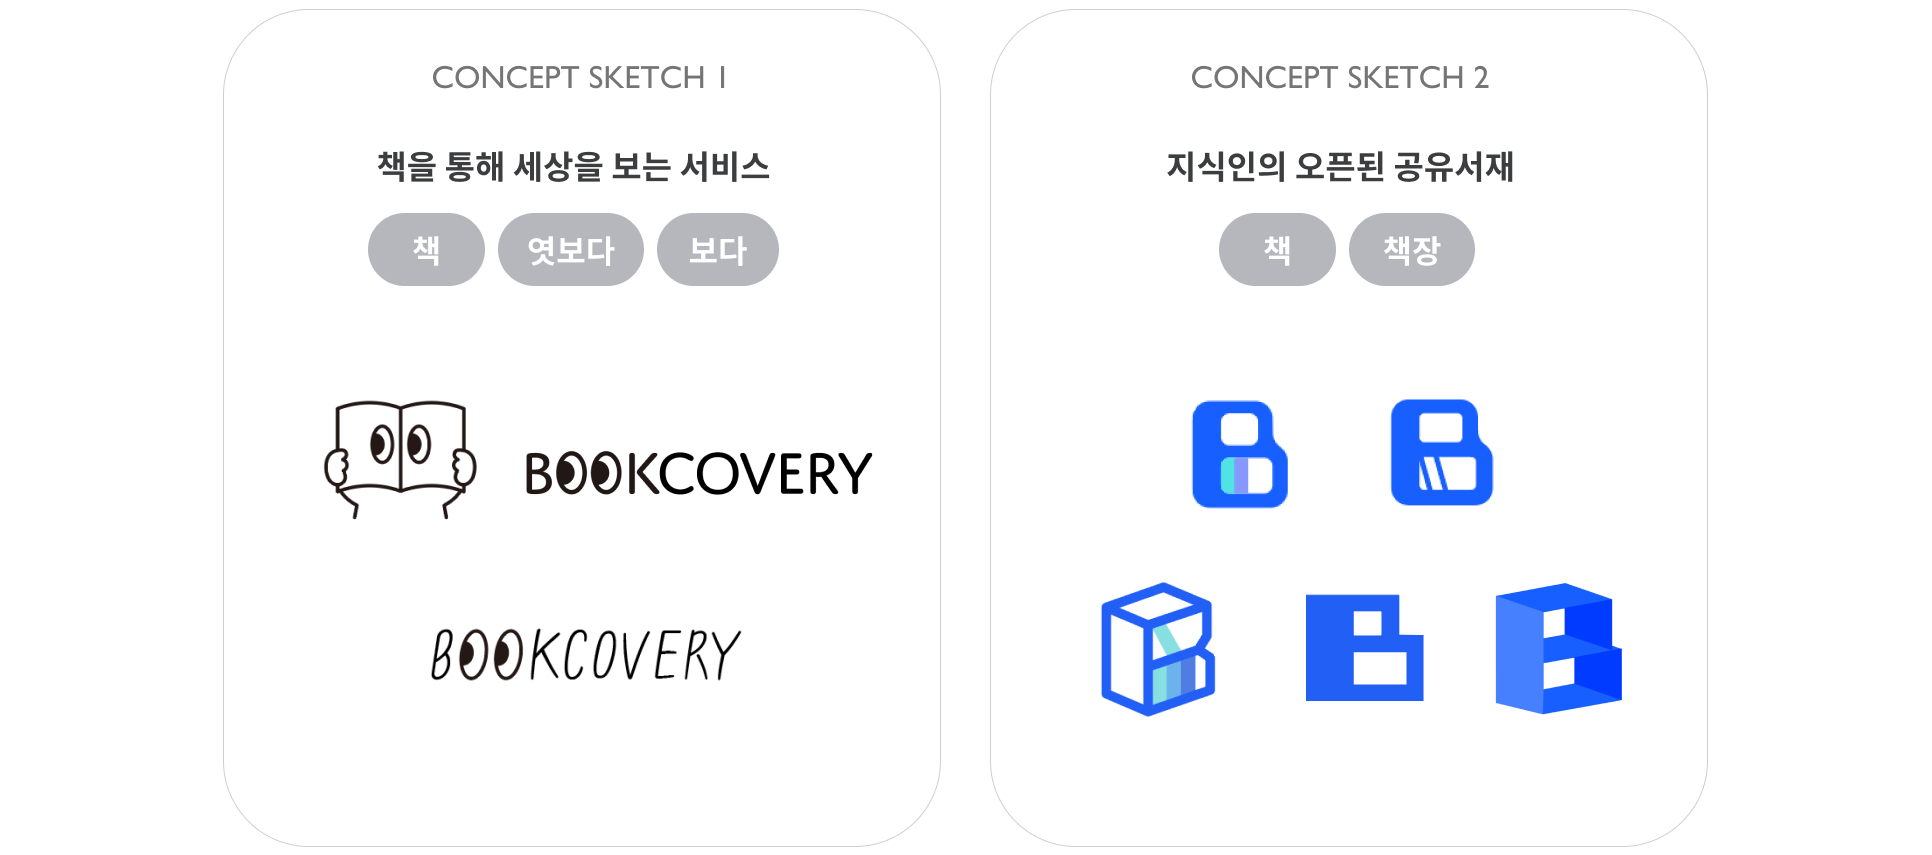 CONCEPT SKETCH 1
책을 통해 세상을 보는 서비스
책 엿보다 보다
BOOKCOVERY
BOOKCOVERY
CONCEPT SKETCH 2
지식인의 오픈된 공유서재
책 책장
B B
B B B